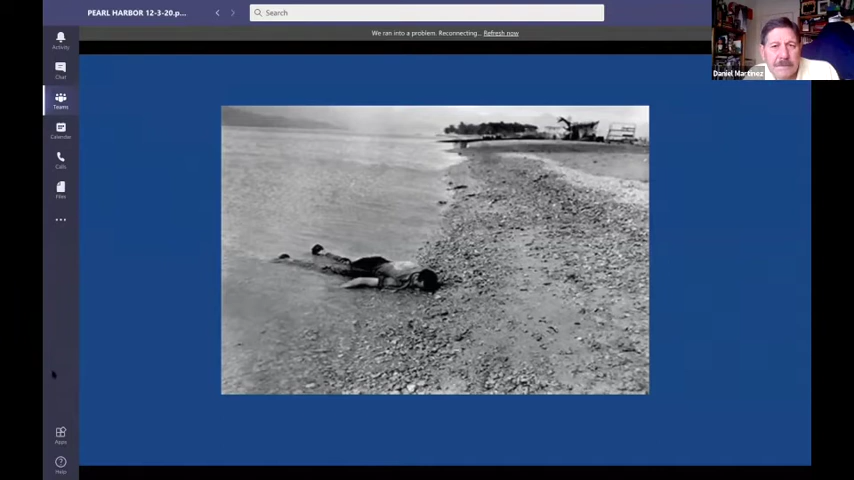 PEARL HARBOR 12-3-20.p...
Search
We ran into a problem. Reconnecting... Refresh now
Daniel Martinez
Activity
Chat
Teams
Calendar
Calls
Files
Apps
Help